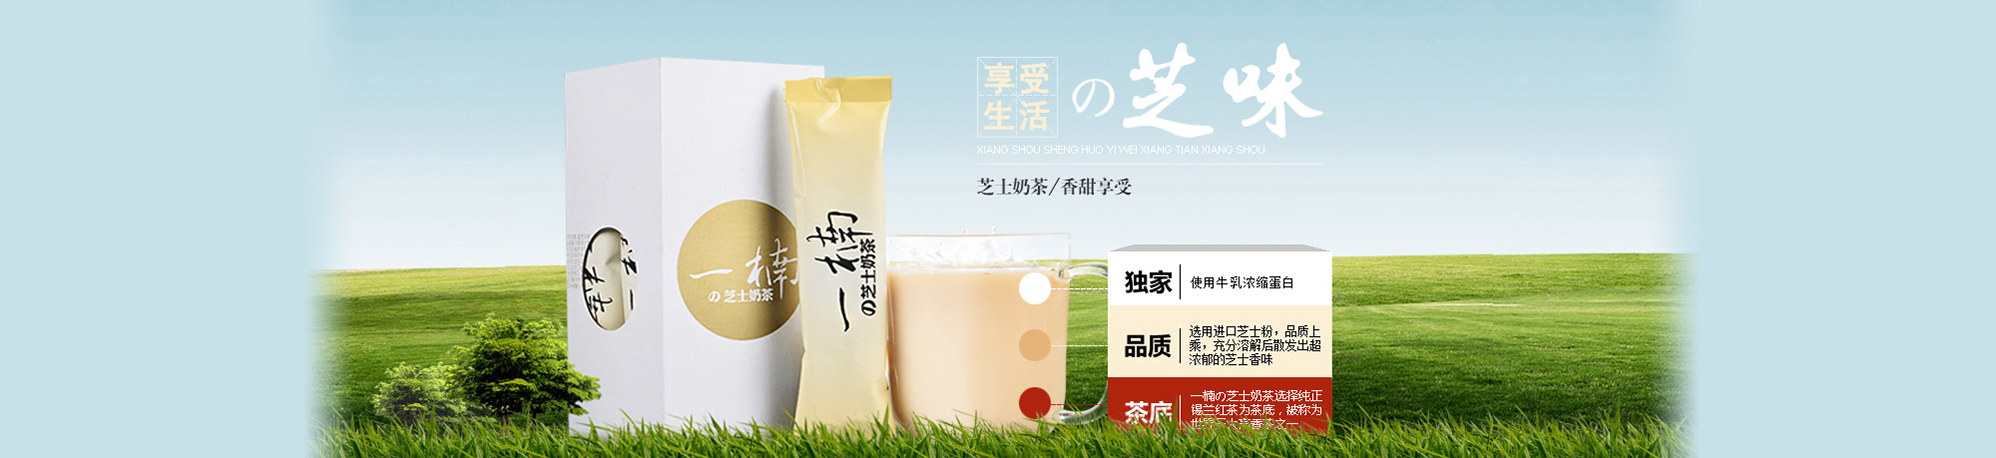 享受
生活
の芝味
XIANG SHOU SHENG HUO YI WEI XIANG TIAN XIANG SHOU
芝士奶茶/香甜享受
一楠
の芝士奶茶
一楠
の芝士奶茶
独家
使用牛乳浓缩蛋白
品质
选用进口芝士粉，品质上
乘，充分溶解后散发出超
浓郁的芝士香味
茶底
一楠の芝士奶茶选择纯正
锡兰红茶为茶底，被称为